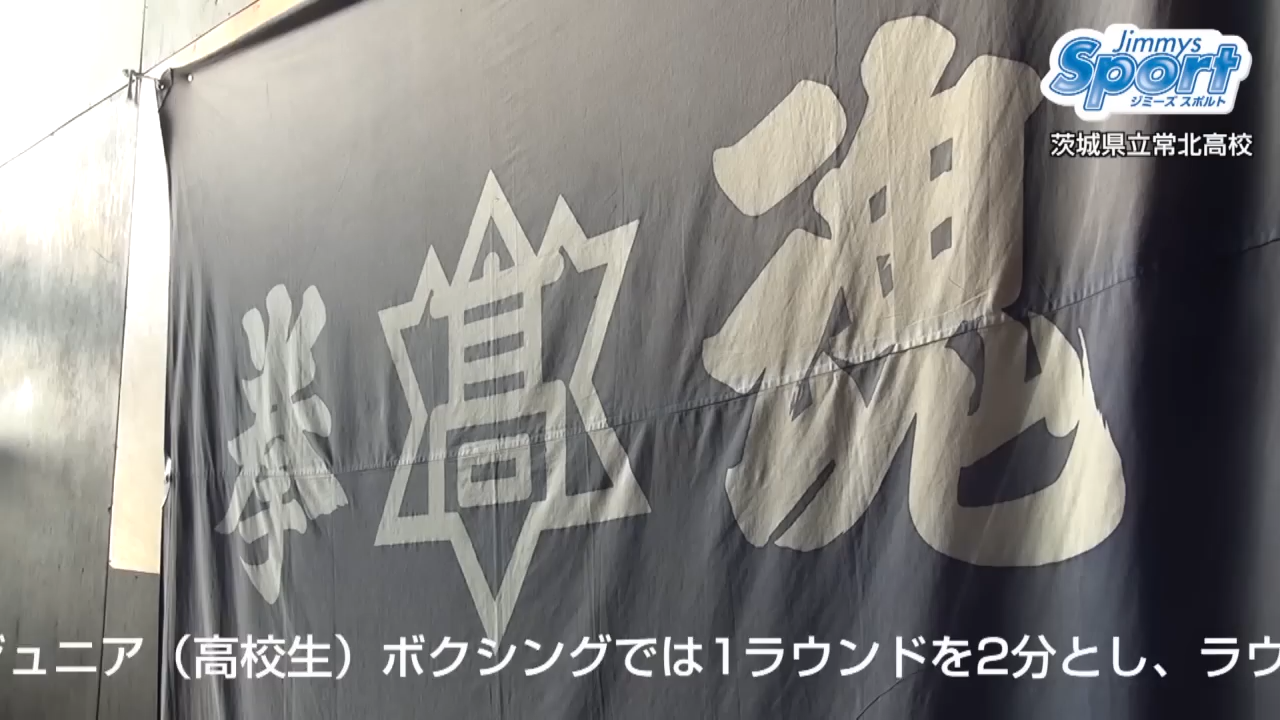 Jimmys
Sport
ジミーズ スポルト
茨城県立常北高校
拳 高 魂
ジュニア（高校生）ボクシングでは1ラウンドを2分とし、ラウ